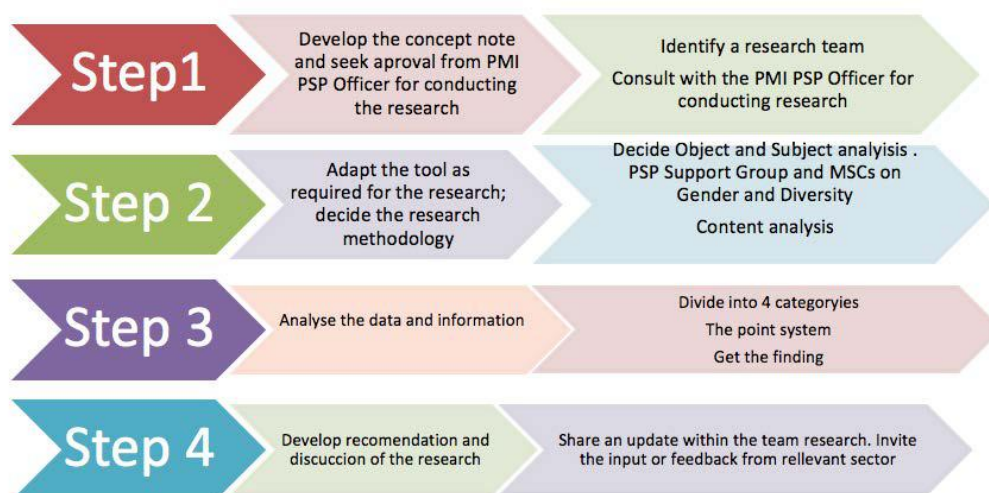 Step1
Develop the concept note
and seek aproval from PMI
PSP Officer for conducting
the research
Identify a research team
Consult with the PMI PSP Officer for
conducting research
Step 2
Adapt the tool as
required for the research;
decide the research
methodology
Decide Object and Subject analyisis .
PSP Support Group and MSCs on
Gender and Diversity
Content analysis
Step 3
Analyse the data and information
Divide into 4 categoryies
The point system
Get the finding
Step 4
Develop recomendation and
discuccion of the research
Share an update within the team research. Invite
the input or feedback from rellevant sector